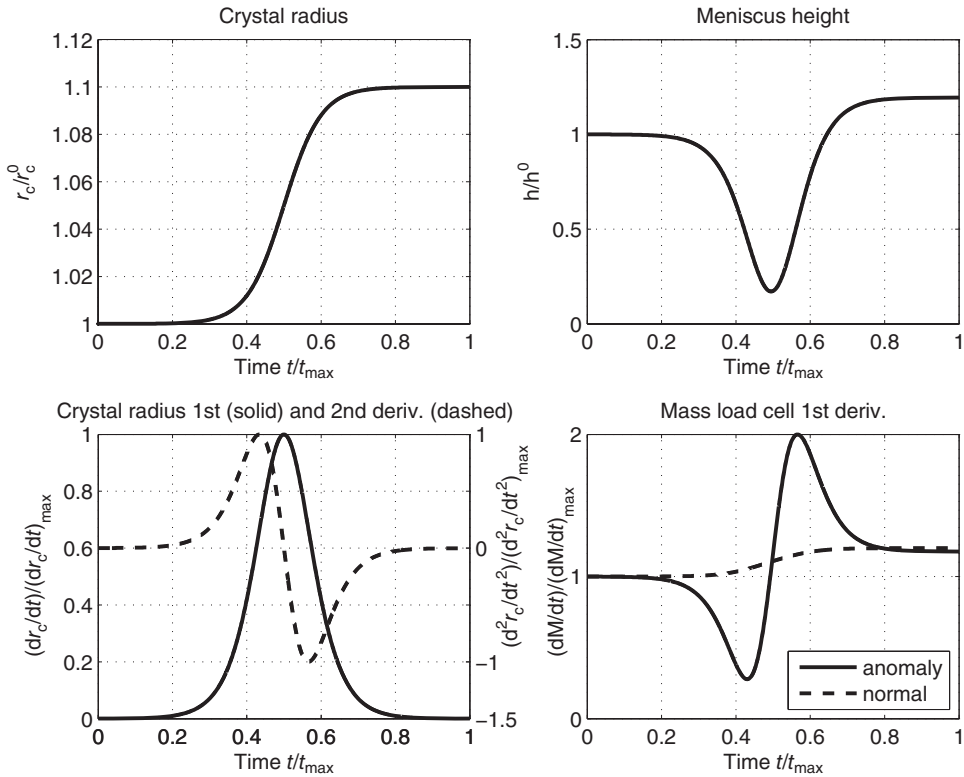 Crystal radius
1.12
1.1
1.08
1.06
1.04
1.02
1
r_c/r_c^0
0 0.2 0.4 0.6 0.8 1
Time t/t_max
Meniscus height
1.5
1
0.5
0
h/h^0
0 0.2 0.4 0.6 0.8 1
Time t/t_max
Crystal radius 1st (solid) and 2nd deriv. (dashed)
1
0.8
0.6
0.4
0.2
0
(dr_c/dt)/(dr_c/dt)_max
1
0
−1
−1.5
(d^2r_c/dt^2)/(d^2r_c/dt^2)_max
0 0.2 0.4 0.6 0.8 1
Time t/t_max
Mass load cell 1st deriv.
2
1
0
(dM/dt)/(dM/dt)_max
anomaly
normal
0 0.2 0.4 0.6 0.8 1
Time t/t_max